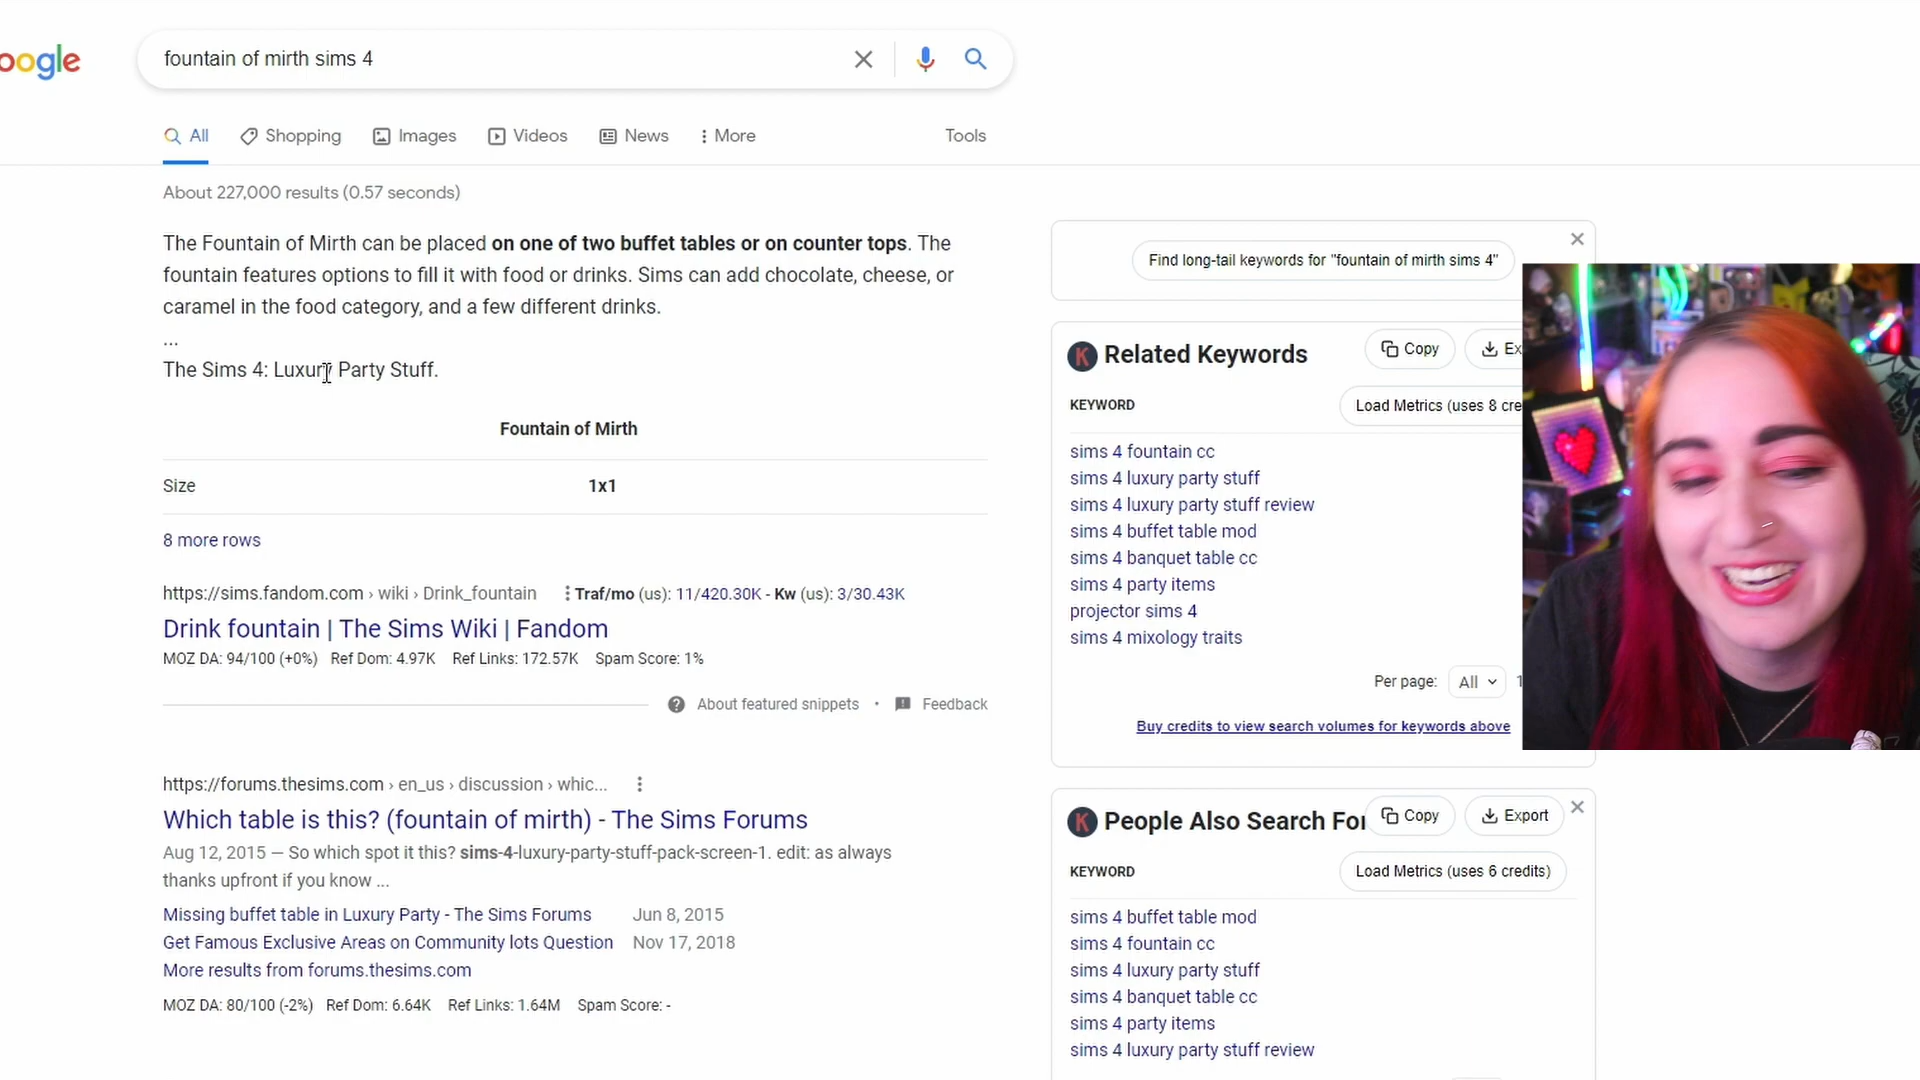 oogle
fountain of mirth sims 4
All
Shopping
Images
Videos
News
More
Tools
About 227,000 results (0.57 seconds)
The Fountain of Mirth can be placed on one of two buffet tables or on counter tops. The
fountain features options to fill it with food or drinks. Sims can add chocolate, cheese, or
caramel in the food category, and a few different drinks.
...
The Sims 4: Luxury Party Stuff.
Fountain of Mirth
Size 1x1
8 more rows
https://sims.fandom.com › wiki › Drink_fountain Traf/mo (us): 11/420.30K - Kw (us): 3/30.43K
Drink fountain | The Sims Wiki | Fandom
MOZ DA: 94/100 (+0%) Ref Dom: 4.97K Ref Links: 172.57K Spam Score: 1%
About featured snippets • Feedback
https://forums.thesims.com › en_us › discussion › whic...
Which table is this? (fountain of mirth) - The Sims Forums
Aug 12, 2015 — So which spot it this? sims-4-luxury-party-stuff-pack-screen-1. edit: as always
thanks upfront if you know ...
Missing buffet table in Luxury Party - The Sims Forums Jun 8, 2015
Get Famous Exclusive Areas on Community lots Question Nov 17, 2018
More results from forums.thesims.com
MOZ DA: 80/100 (-2%) Ref Dom: 6.64K Ref Links: 1.64M Spam Score: -
Find long-tail keywords for "fountain of mirth sims 4"
K Related Keywords
Copy
Ex
KEYWORD
Load Metrics (uses 8 cre
sims 4 fountain cc
sims 4 luxury party stuff
sims 4 luxury party stuff review
sims 4 buffet table mod
sims 4 banquet table cc
sims 4 party items
projector sims 4
sims 4 mixology traits
Per page: All 1
Buy credits to view search volumes for keywords above
K People Also Search For
Copy
Export
KEYWORD
Load Metrics (uses 6 credits)
sims 4 buffet table mod
sims 4 fountain cc
sims 4 luxury party stuff
sims 4 banquet table cc
sims 4 party items
sims 4 luxury party stuff review